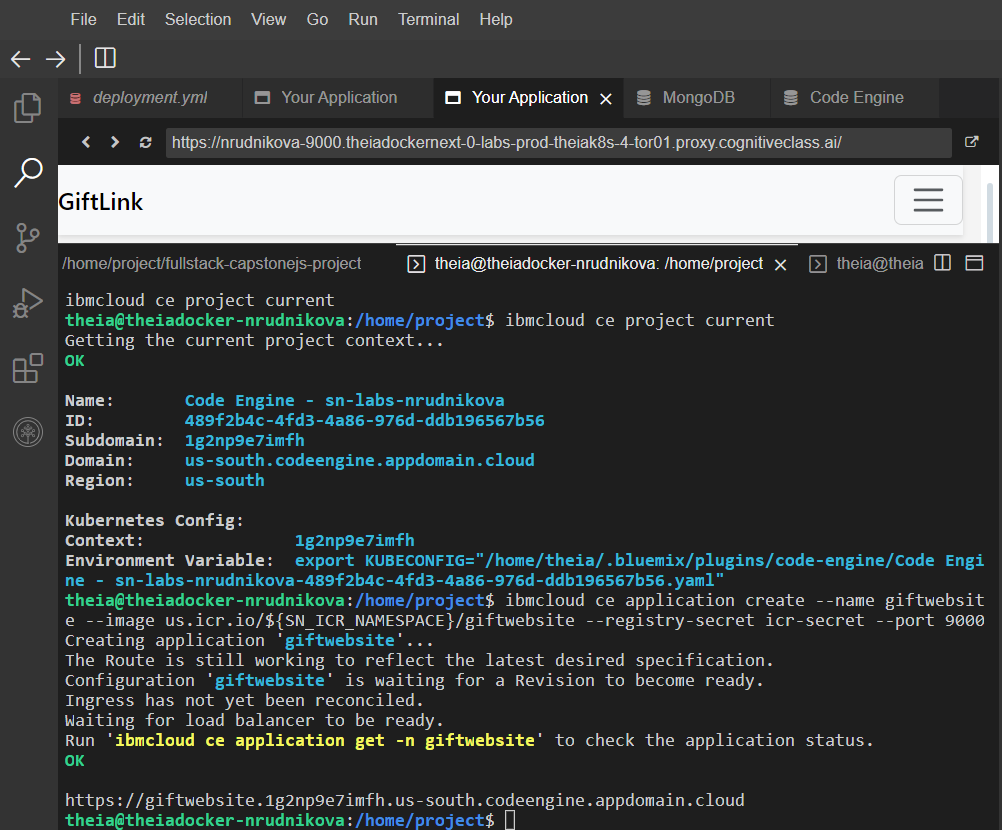 File Edit Selection View Go Run Terminal Help
deployment.yml Your Application Your Application MongoDB Code Engine
https://nrudnikova-9000.theiadockernext-0-labs-prod-theiak8s-4-tor01.proxy.cognitiveclass.ai/
GiftLink
/home/project/fullstack-capstonejs-project theia@theiadocker-nrudnikova: /home/project theia@theia
ibmcloud ce project current
theia@theiadocker-nrudnikova:/home/project$ ibmcloud ce project current
Getting the current project context...
OK
Name: Code Engine - sn-labs-nrudnikova
ID: 489f2b4c-4fd3-4a86-976d-ddb196567b56
Subdomain: 1g2np9e7imfh
Domain: us-south.codeengine.appdomain.cloud
Region: us-south
Kubernetes Config:
Context: 1g2np9e7imfh
Environment Variable: export KUBECONFIG="/home/theia/.bluemix/plugins/code-engine/Code Engi
ne - sn-labs-nrudnikova-489f2b4c-4fd3-4a86-976d-ddb196567b56.yaml"
theia@theiadocker-nrudnikova:/home/project$ ibmcloud ce application create --name giftwebsit
e --image us.icr.io/${SN_ICR_NAMESPACE}/giftwebsite --registry-secret icr-secret --port 9000
Creating application 'giftwebsite'...
The Route is still working to reflect the latest desired specification.
Configuration 'giftwebsite' is waiting for a Revision to become ready.
Ingress has not yet been reconciled.
Waiting for load balancer to be ready.
Run 'ibmcloud ce application get -n giftwebsite' to check the application status.
OK
https://giftwebsite.1g2np9e7imfh.us-south.codeengine.appdomain.cloud
theia@theiadocker-nrudnikova:/home/project$